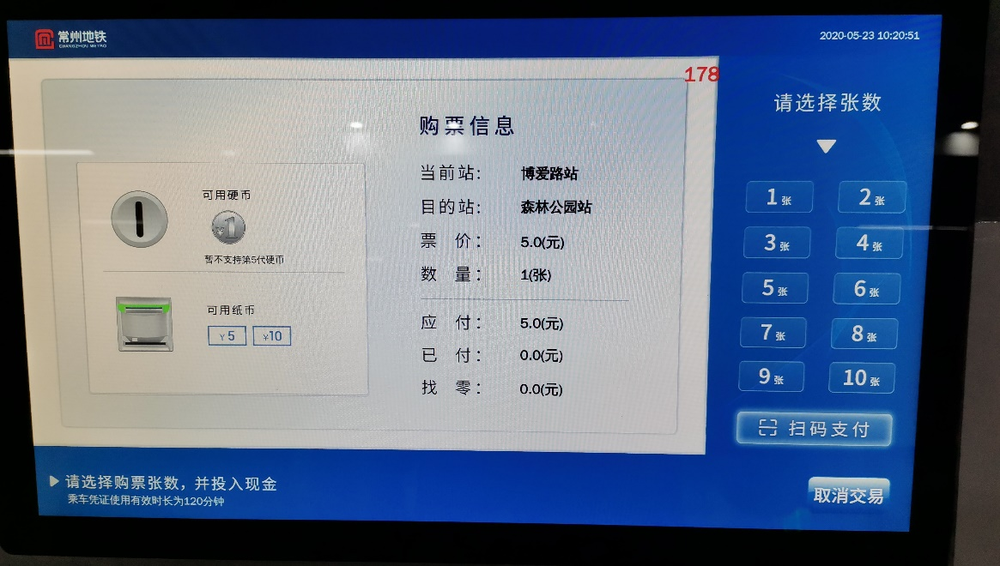 常州地铁
CHANGZHOU METRO
2020-05-23 10:20:51
178
购票信息
当前站: 博爱路站
目的站: 森林公园站
票 价: 5.0(元)
数 量: 1(张)
应 付: 5.0(元)
已 付: 0.0(元)
找 零: 0.0(元)
可用硬币
¥1
暂不支持第5代硬币
可用纸币
¥5 ¥10
请选择张数
1张 2张
3张 4张
5张 6张
7张 8张
9张 10张
扫码支付
取消交易
请选择购票张数，并投入现金
乘车凭证使用有效时长为120分钟